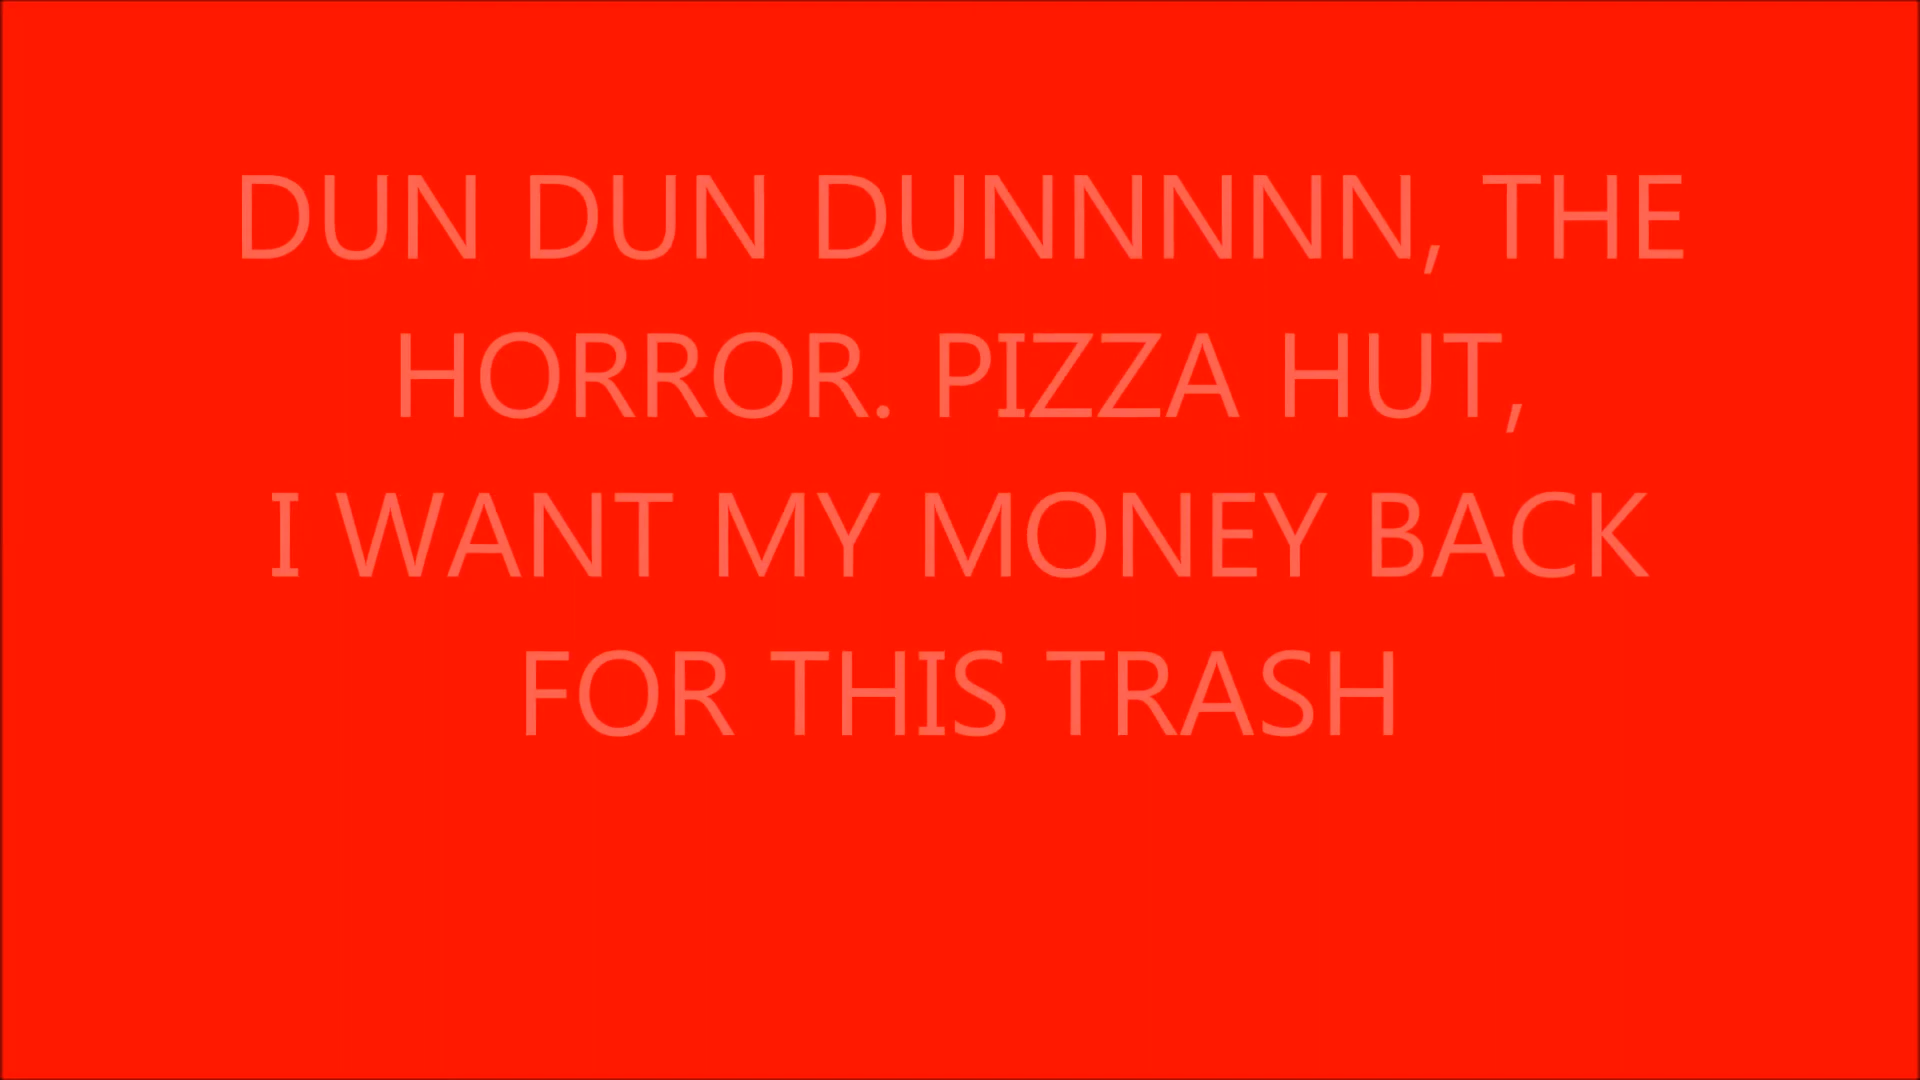 DUN DUN DUNNNNN, THE
HORROR. PIZZA HUT,
I WANT MY MONEY BACK
FOR THIS TRASH